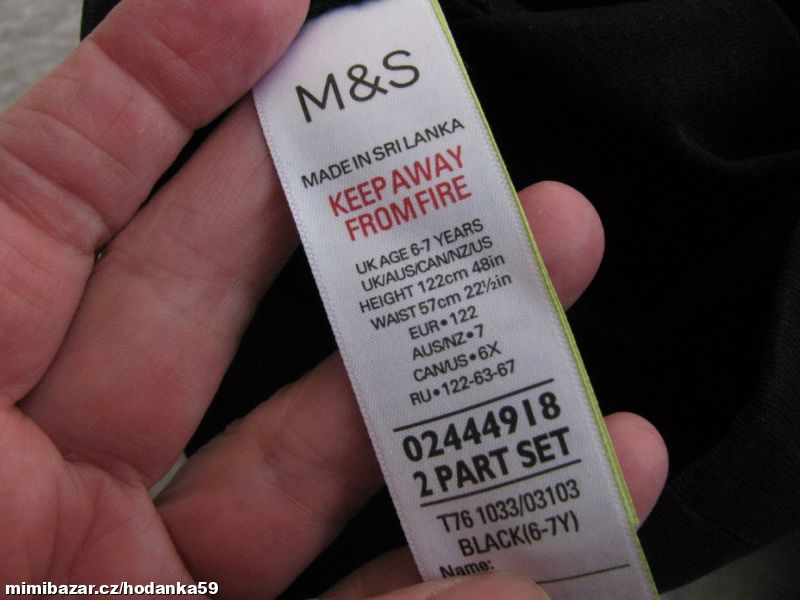 M&S
MADE IN SRI LANKA
KEEP AWAY
FROM FIRE
UK AGE 6-7 YEARS
UK/AUS/CAN/NZ/US
HEIGHT 122cm 48in
WAIST 57cm 22½in
EUR•122
AUS/NZ•7
CAN/US•6X
RU•122-63-67
02444918
2 PART SET
T76 1033/03103
BLACK(6-7Y)
Name:
mimibazar.cz/hodanka59